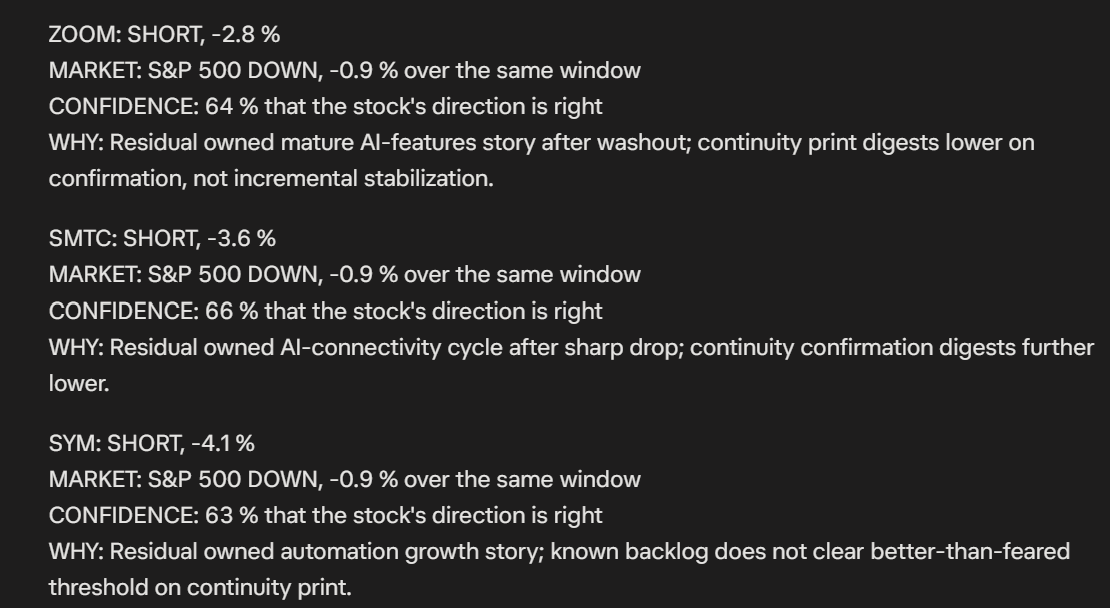 ZOOM: SHORT, -2.8 %
MARKET: S&P 500 DOWN, -0.9 % over the same window
CONFIDENCE: 64 % that the stock's direction is right
WHY: Residual owned mature AI-features story after washout; continuity print digests lower on
confirmation, not incremental stabilization.
SMTC: SHORT, -3.6 %
MARKET: S&P 500 DOWN, -0.9 % over the same window
CONFIDENCE: 66 % that the stock's direction is right
WHY: Residual owned AI-connectivity cycle after sharp drop; continuity confirmation digests further
lower.
SYM: SHORT, -4.1 %
MARKET: S&P 500 DOWN, -0.9 % over the same window
CONFIDENCE: 63 % that the stock's direction is right
WHY: Residual owned automation growth story; known backlog does not clear better-than-feared
threshold on continuity print.